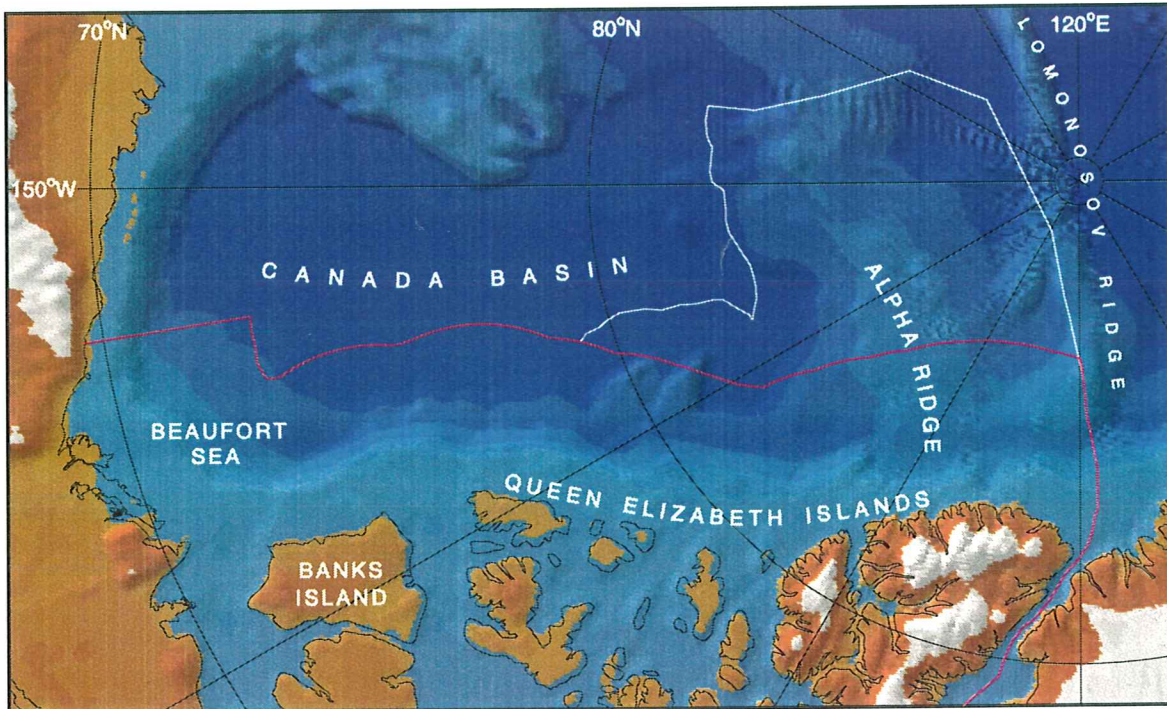 70°N
80°N
120°E
LOMONOSOV RIDGE
150°W
CANADA BASIN
ALPHA RIDGE
BEAUFORT
SEA
QUEEN ELIZABETH ISLANDS
BANKS
ISLAND